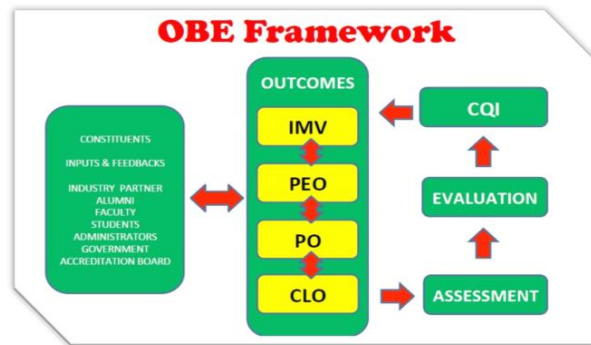 OBE Framework
CONSTITUENTS
INPUTS & FEEDBACKS
INDUSTRY PARTNER
ALUMNI
FACULTY
STUDENTS
ADMINISTRATORS
GOVERNMENT
ACCREDITATION BOARD
OUTCOMES
IMV
PEO
PO
CLO
CQI
EVALUATION
ASSESSMENT